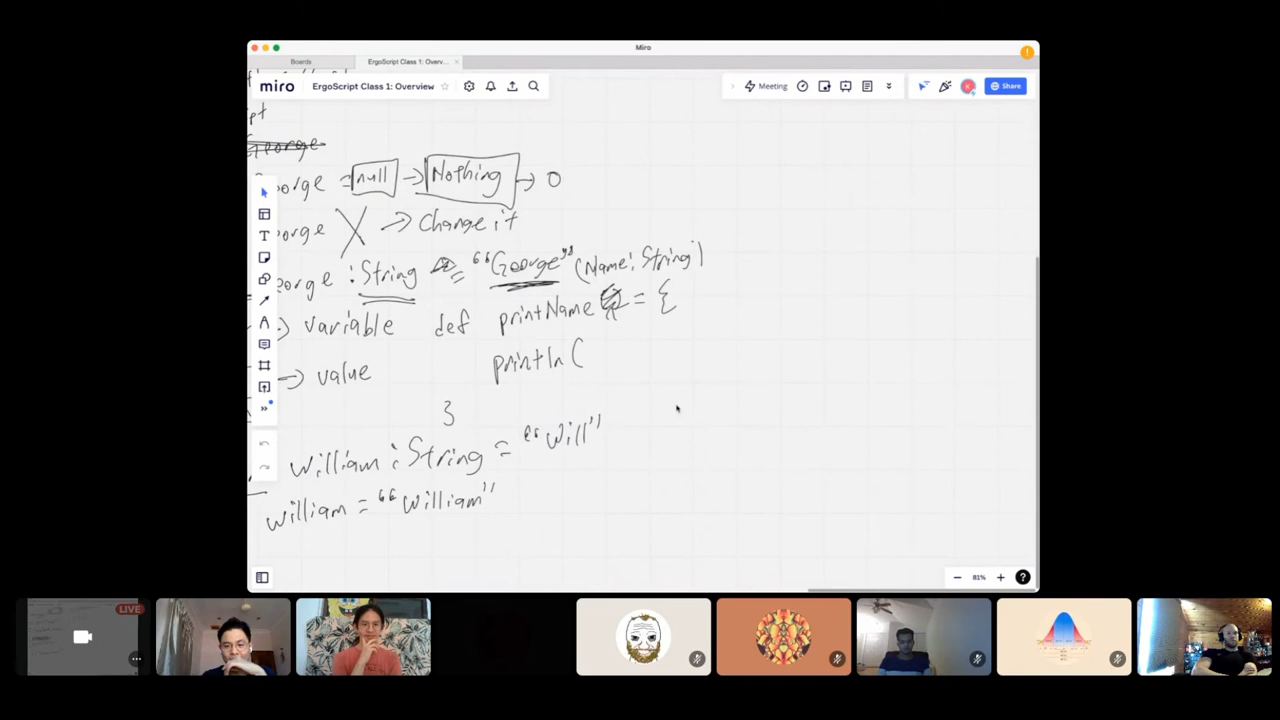 Miro
Boards
ErgoScript Class 1: Overv...
miro
ErgoScript Class 1: Overview
Meeting
Share
pt
George
orge = null → Nothing → 0
orge X → Change it
eorge : String = "George" (Name: String)
→ variable def printName = {
→ value println(
}
william : String = "Will"
william = "William"
81%
LIVE